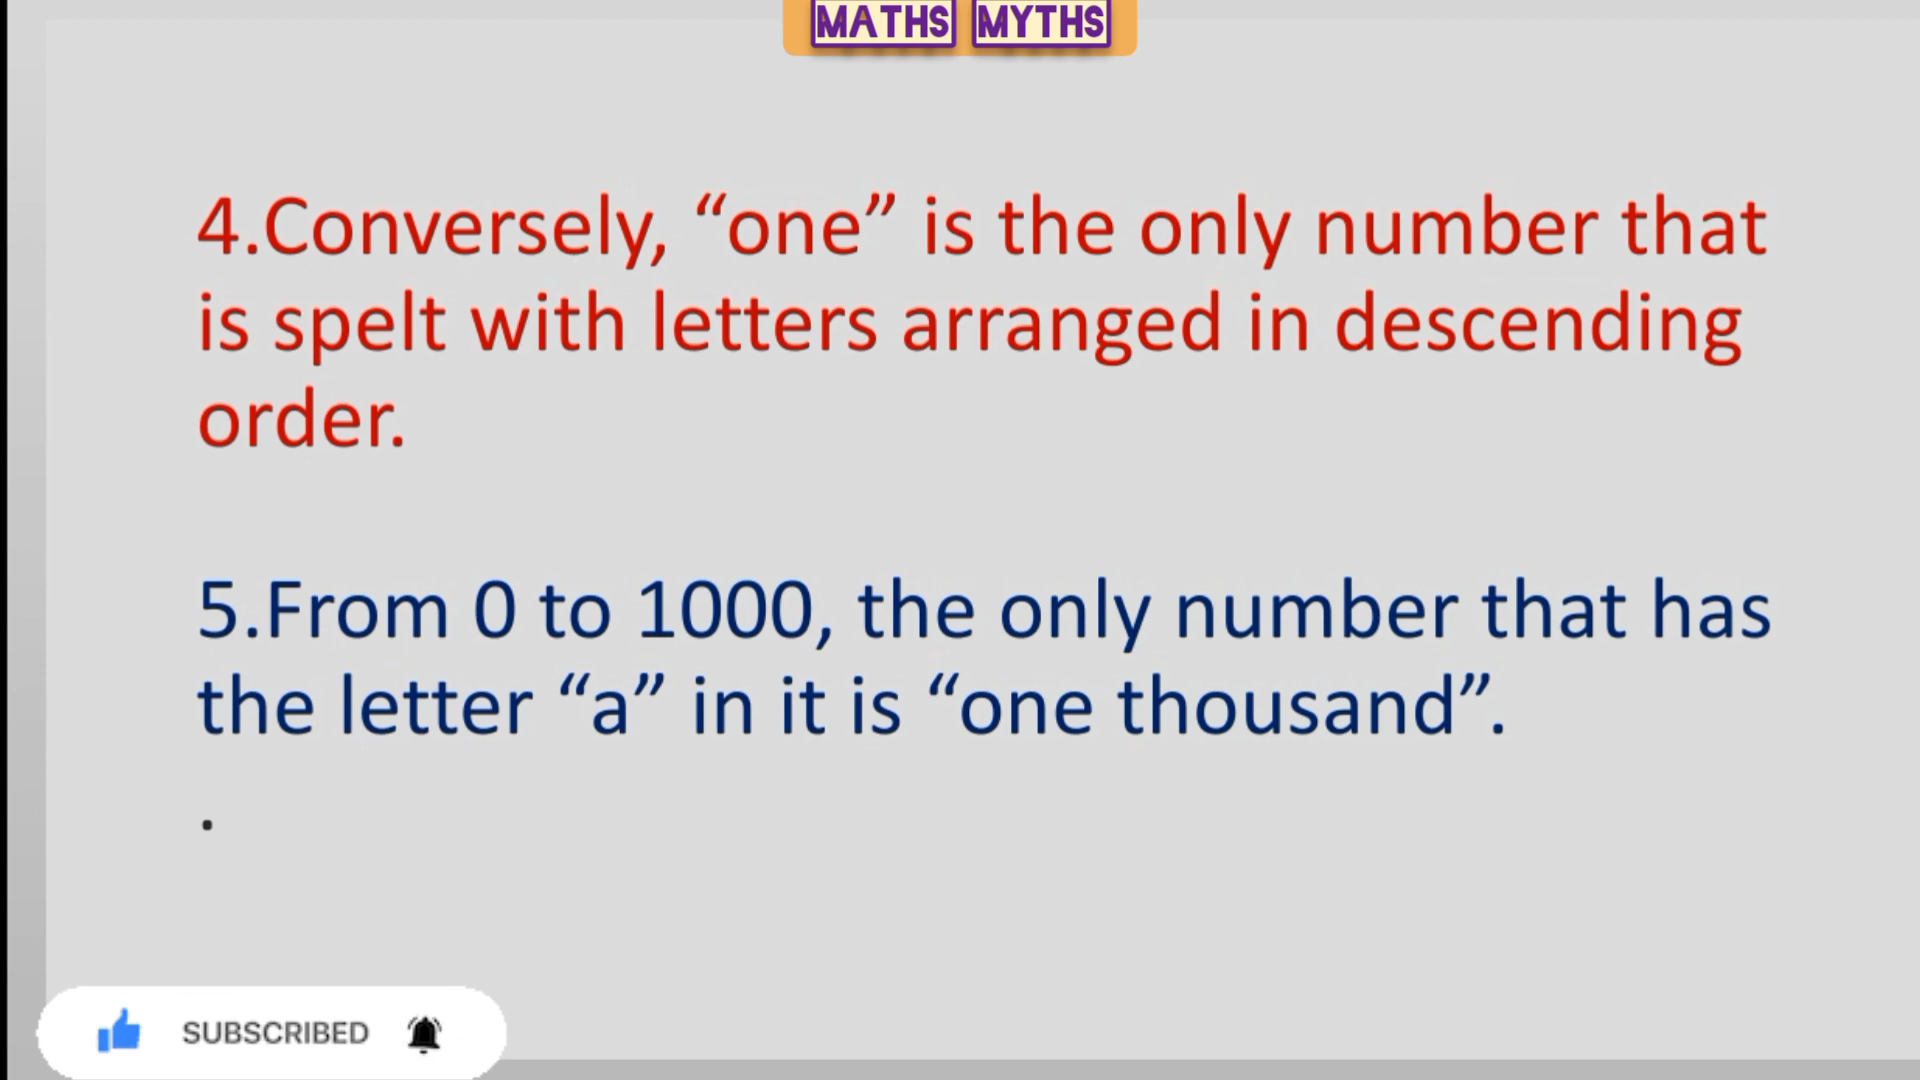 MATHS MYTHS
4.Conversely, “one” is the only number that
is spelt with letters arranged in descending
order.
5.From 0 to 1000, the only number that has
the letter “a” in it is “one thousand”.
.
SUBSCRIBED